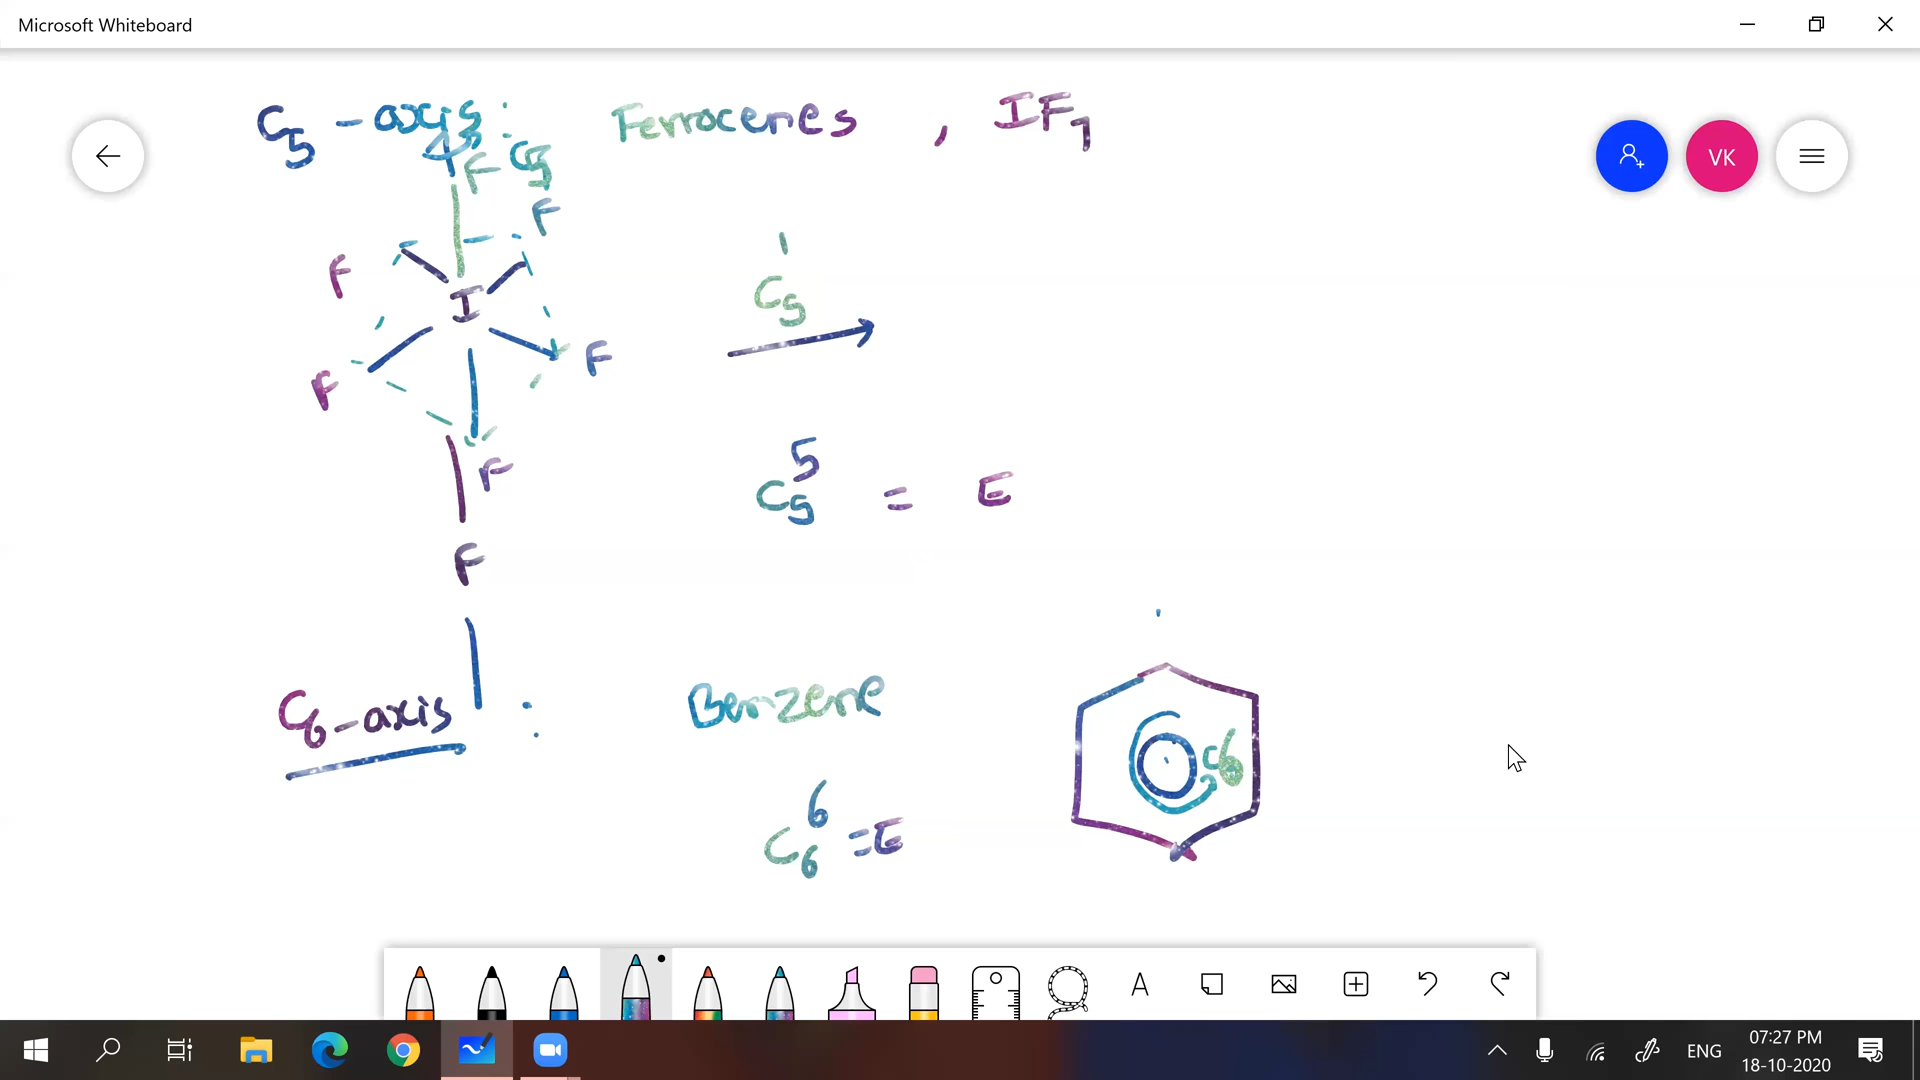 Microsoft Whiteboard
C5 - axis : Ferrocenes , IF7
F C5
F
VK
F
1
C5
I
F
F
5
C5 = E
F
F
C6 - axis : Benzene
C6
6
C6 = E
A
ENG
07:27 PM
18-10-2020